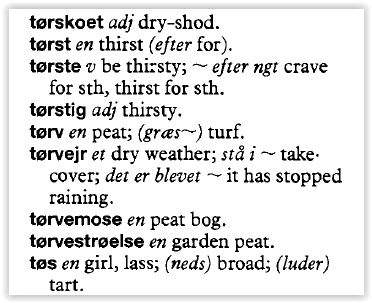 tørskoet adj dry-shod.
tørst en thirst (efter for).
tørste v be thirsty; ~ efter ngt crave
for sth, thirst for sth.
tørstig adj thirsty.
tørv en peat; (græs~) turf.
tørvejr et dry weather; stå i ~ take·
cover; det er blevet ~ it has stopped
raining.
tørvemose en peat bog.
tørvestrøelse en garden peat.
tøs en girl, lass; (neds) broad; (luder)
tart.